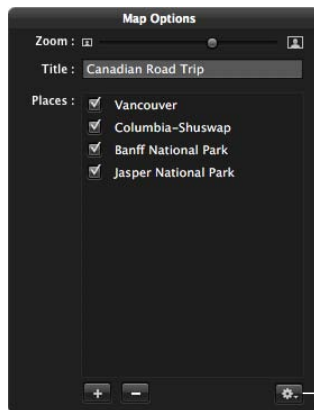 Map Options
Zoom :
Title : Canadian Road Trip
Places : Vancouver
Columbia-Shuswap
Banff National Park
Jasper National Park